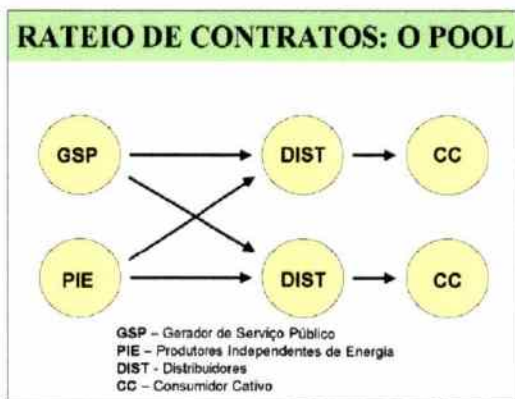 RATEIO DE CONTRATOS: O POOL
GSP DIST CC
PIE DIST CC
GSP – Gerador de Serviço Público
PIE – Produtores Independentes de Energia
DIST - Distribuidores
CC – Consumidor Cativo